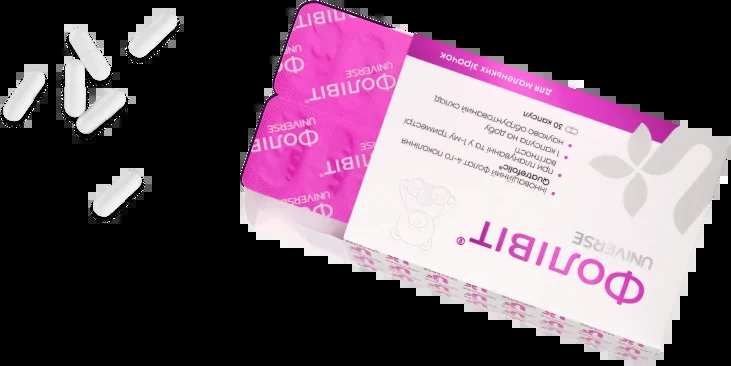 ФОЛІВІТ®
UNIVERSE
інноваційний фолат 4-го покоління
Quatrefolic®
при плануванні та у 1-му триместрі
вагітності
1 капсула на добу
науково обґрунтований склад
30 капсул
для маленьких зірочок
ФОЛІВІТ®
UNIVERSE
ФОЛІВ
UNIVERSE